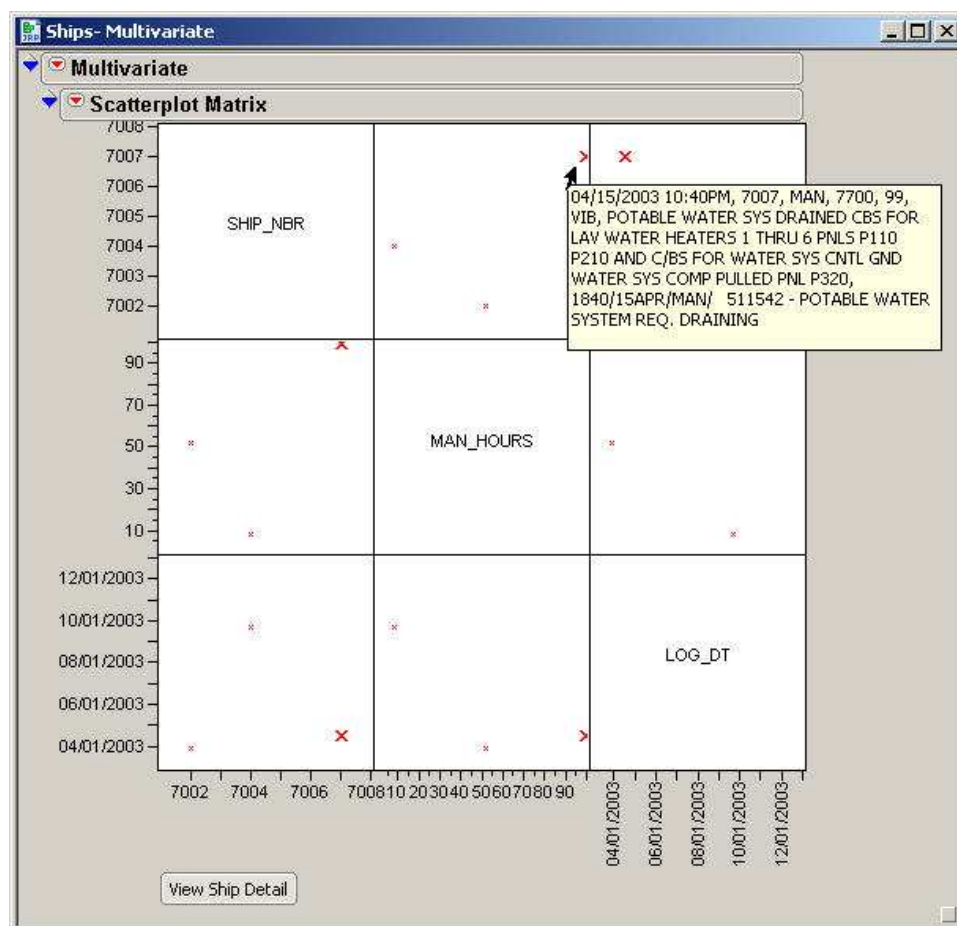 Ships- Multivariate
Multivariate
Scatterplot Matrix
7008
7007
7006
7005
7004
7003
7002
SHIP_NBR
04/15/2003 10:40PM, 7007, MAN, 7700, 99,
VIB, POTABLE WATER SYS DRAINED CBS FOR
LAV WATER HEATERS 1 THRU 6 PNLS P110
P210 AND C/BS FOR WATER SYS CNTL GND
WATER SYS COMP PULLED PNL P320,
1840/15APR/MAN/ 511542 - POTABLE WATER
SYSTEM REQ. DRAINING
90
70
50
30
10
MAN_HOURS
12/01/2003
10/01/2003
08/01/2003
06/01/2003
04/01/2003
LOG_DT
7002 7004 7006 7008 10 20 30 40 50 60 70 80 90
04/01/2003
06/01/2003
08/01/2003
10/01/2003
12/01/2003
View Ship Detail